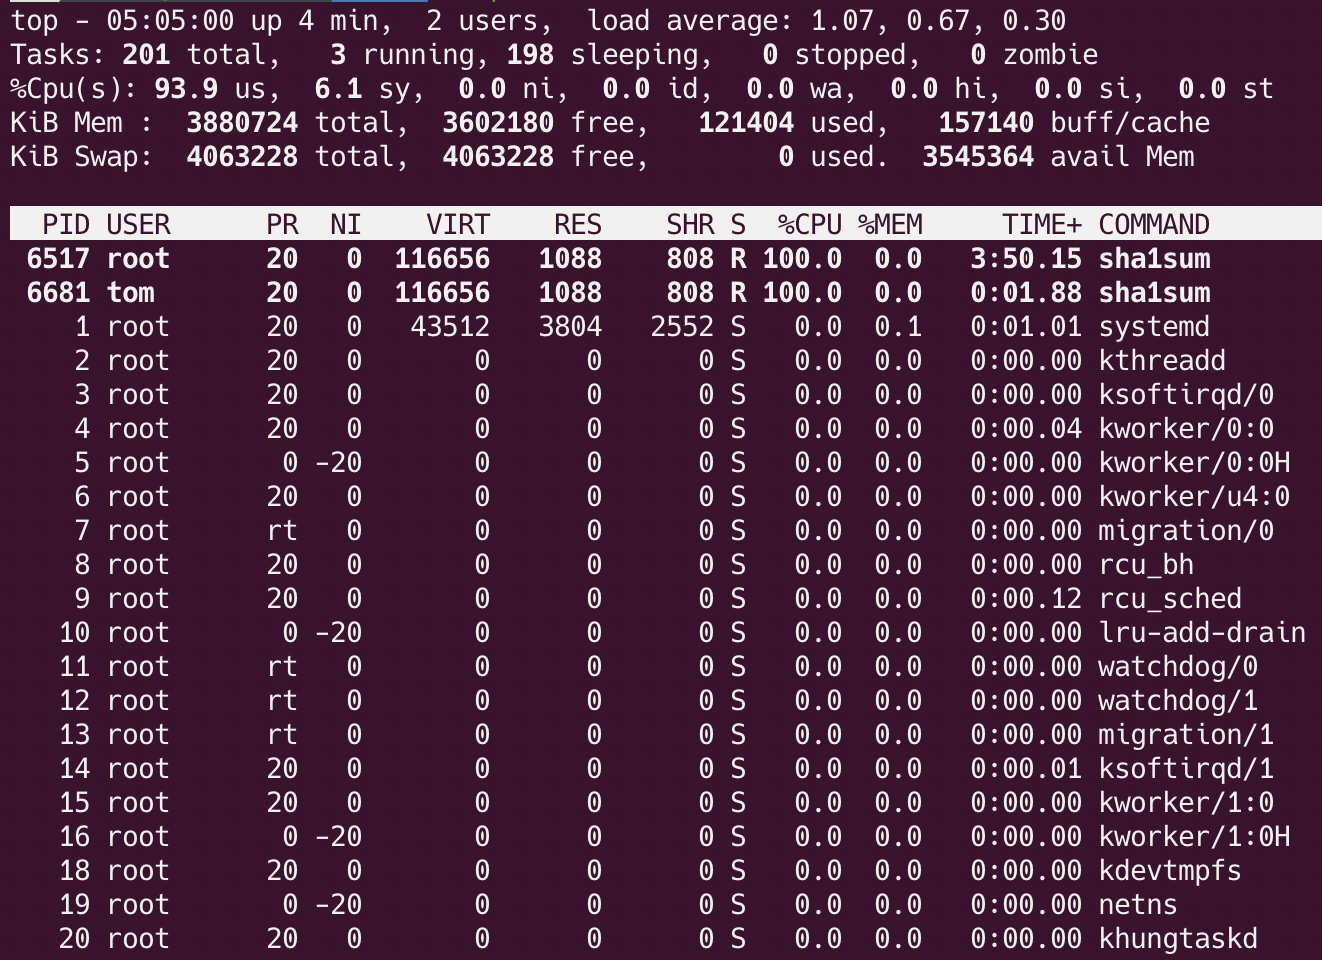 top - 05:05:00 up 4 min,  2 users,  load average: 1.07, 0.67, 0.30
Tasks: 201 total,   3 running, 198 sleeping,   0 stopped,   0 zombie
%Cpu(s): 93.9 us,  6.1 sy,  0.0 ni,  0.0 id,  0.0 wa,  0.0 hi,  0.0 si,  0.0 st
KiB Mem :  3880724 total,  3602180 free,   121404 used,   157140 buff/cache
KiB Swap:  4063228 total,  4063228 free,        0 used.  3545364 avail Mem
  PID USER      PR  NI    VIRT    RES    SHR S  %CPU %MEM     TIME+ COMMAND
 6517 root      20   0  116656   1088    808 R 100.0  0.0   3:50.15 sha1sum
 6681 tom       20   0  116656   1088    808 R 100.0  0.0   0:01.88 sha1sum
    1 root      20   0   43512   3804   2552 S   0.0  0.1   0:01.01 systemd
    2 root      20   0       0      0      0 S   0.0  0.0   0:00.00 kthreadd
    3 root      20   0       0      0      0 S   0.0  0.0   0:00.00 ksoftirqd/0
    4 root      20   0       0      0      0 S   0.0  0.0   0:00.04 kworker/0:0
    5 root       0 -20       0      0      0 S   0.0  0.0   0:00.00 kworker/0:0H
    6 root      20   0       0      0      0 S   0.0  0.0   0:00.00 kworker/u4:0
    7 root      rt   0       0      0      0 S   0.0  0.0   0:00.00 migration/0
    8 root      20   0       0      0      0 S   0.0  0.0   0:00.00 rcu_bh
    9 root      20   0       0      0      0 S   0.0  0.0   0:00.12 rcu_sched
   10 root       0 -20       0      0      0 S   0.0  0.0   0:00.00 lru-add-drain
   11 root      rt   0       0      0      0 S   0.0  0.0   0:00.00 watchdog/0
   12 root      rt   0       0      0      0 S   0.0  0.0   0:00.00 watchdog/1
   13 root      rt   0       0      0      0 S   0.0  0.0   0:00.00 migration/1
   14 root      20   0       0      0      0 S   0.0  0.0   0:00.01 ksoftirqd/1
   15 root      20   0       0      0      0 S   0.0  0.0   0:00.00 kworker/1:0
   16 root       0 -20       0      0      0 S   0.0  0.0   0:00.00 kworker/1:0H
   18 root      20   0       0      0      0 S   0.0  0.0   0:00.00 kdevtmpfs
   19 root       0 -20       0      0      0 S   0.0  0.0   0:00.00 netns
   20 root      20   0       0      0      0 S   0.0  0.0   0:00.00 khungtaskd